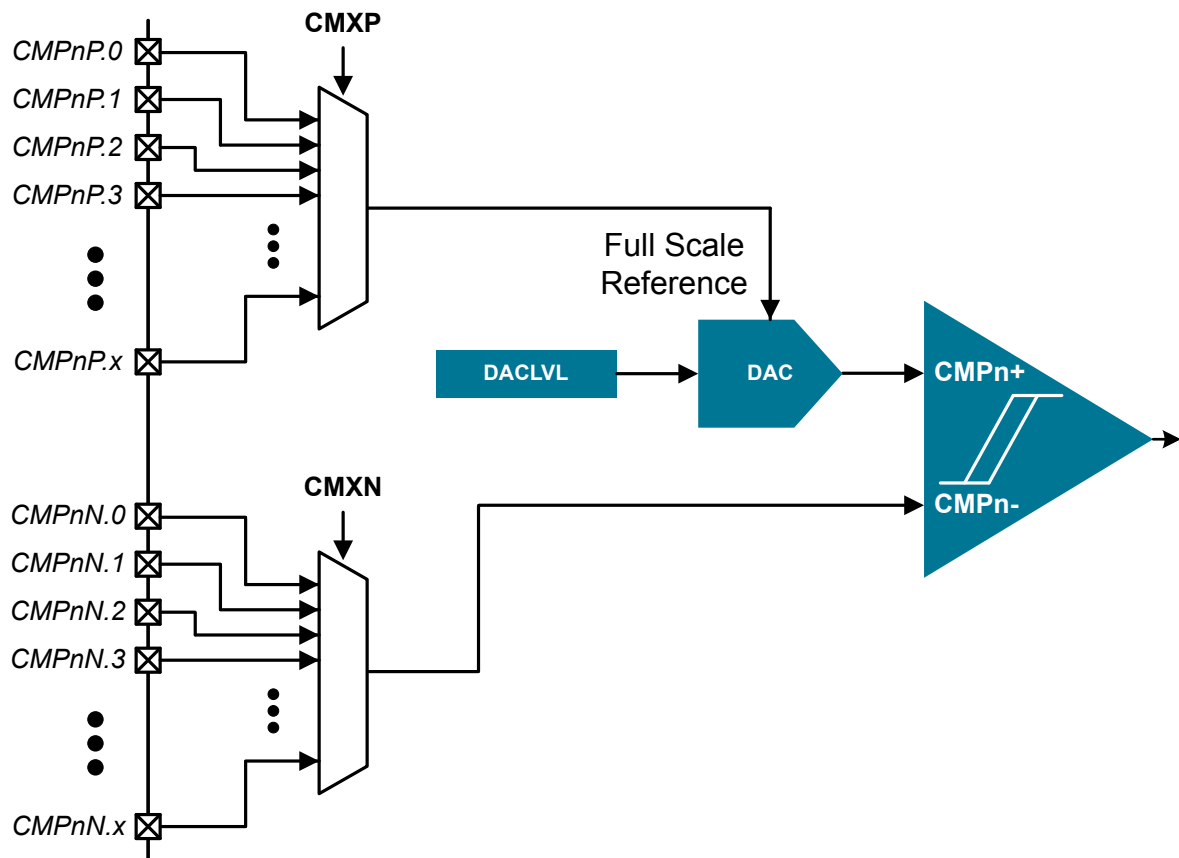 CMXP
CMPnP.0
CMPnP.1
CMPnP.2
CMPnP.3
CMPnP.x
Full Scale
Reference
DACLVL
DAC
CMPn+
CMPn-
CMXN
CMPnN.0
CMPnN.1
CMPnN.2
CMPnN.3
CMPnN.x